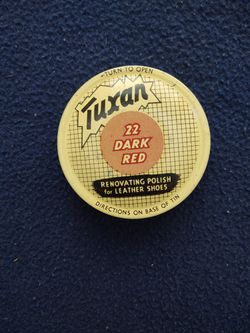 TURN TO OPEN
Tuxan
22
DARK
RED
RENOVATING POLISH
for LEATHER SHOES
DIRECTIONS ON BASE OF TIN